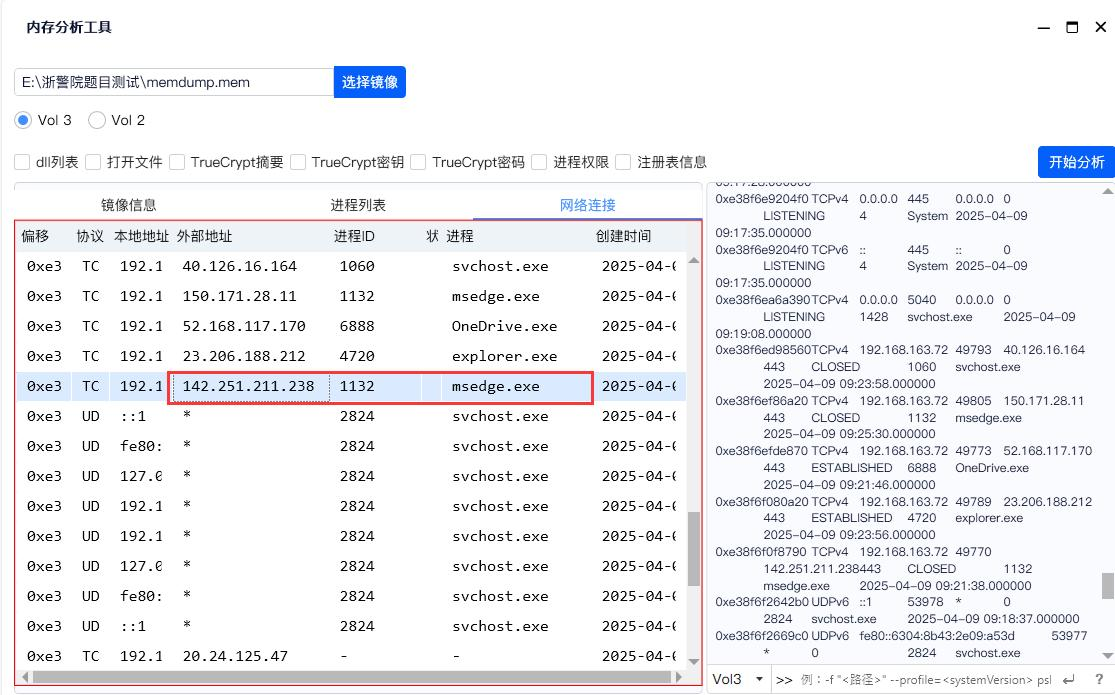 内存分析工具
E:\浙警院题目测试\memdump.mem 选择镜像
Vol 3 Vol 2
dll列表 打开文件 TrueCrypt摘要 TrueCrypt密钥 TrueCrypt密码 进程权限 注册表信息 开始分析
镜像信息 进程列表 网络连接
偏移 协议 本地地址 外部地址 进程ID 状 进程 创建时间
0xe3 TC 192.1 40.126.16.164 1060 svchost.exe 2025-04-0
0xe3 TC 192.1 150.171.28.11 1132 msedge.exe 2025-04-0
0xe3 TC 192.1 52.168.117.170 6888 OneDrive.exe 2025-04-0
0xe3 TC 192.1 23.206.188.212 4720 explorer.exe 2025-04-0
0xe3 TC 192.1 142.251.211.238 1132 msedge.exe 2025-04-0
0xe3 UD ::1 * 2824 svchost.exe 2025-04-0
0xe3 UD fe80: * 2824 svchost.exe 2025-04-0
0xe3 UD 127.0 * 2824 svchost.exe 2025-04-0
0xe3 UD 192.1 * 2824 svchost.exe 2025-04-0
0xe3 UD 192.1 * 2824 svchost.exe 2025-04-0
0xe3 UD 127.0 * 2824 svchost.exe 2025-04-0
0xe3 UD fe80: * 2824 svchost.exe 2025-04-0
0xe3 UD ::1 * 2824 svchost.exe 2025-04-0
0xe3 TC 192.1 20.24.125.47 - - 2025-04-0
0xe38f6e9204f0 TCPv4 0.0.0.0 445 0.0.0.0 0
LISTENING 4 System 2025-04-09
09:17:35.000000
0xe38f6e9204f0 TCPv6 :: 445 :: 0
LISTENING 4 System 2025-04-09
09:17:35.000000
0xe38f6ea6a390 TCPv4 0.0.0.0 5040 0.0.0.0 0
LISTENING 1428 svchost.exe 2025-04-09
09:19:08.000000
0xe38f6ed98560 TCPv4 192.168.163.72 49793 40.126.16.164
443 CLOSED 1060 svchost.exe
2025-04-09 09:23:58.000000
0xe38f6ef86a20 TCPv4 192.168.163.72 49805 150.171.28.11
443 CLOSED 1132 msedge.exe
2025-04-09 09:25:30.000000
0xe38f6efde870 TCPv4 192.168.163.72 49773 52.168.117.170
443 ESTABLISHED 6888 OneDrive.exe
2025-04-09 09:21:46.000000
0xe38f6f080a20 TCPv4 192.168.163.72 49789 23.206.188.212
443 ESTABLISHED 4720 explorer.exe
2025-04-09 09:23:56.000000
0xe38f6f0f8790 TCPv4 192.168.163.72 49770
142.251.211.238443 CLOSED 1132
msedge.exe 2025-04-09 09:21:38.000000
0xe38f6f2642b0 UDPv6 ::1 53978 * 0
2824 svchost.exe 2025-04-09 09:18:37.000000
0xe38f6f2669c0 UDPv6 fe80::6304:8b43:2e09:a53d 53977
* 0 2824 svchost.exe
Vol3 >> 例：-f "<路径>" --profile=<systemVersion> psl ?